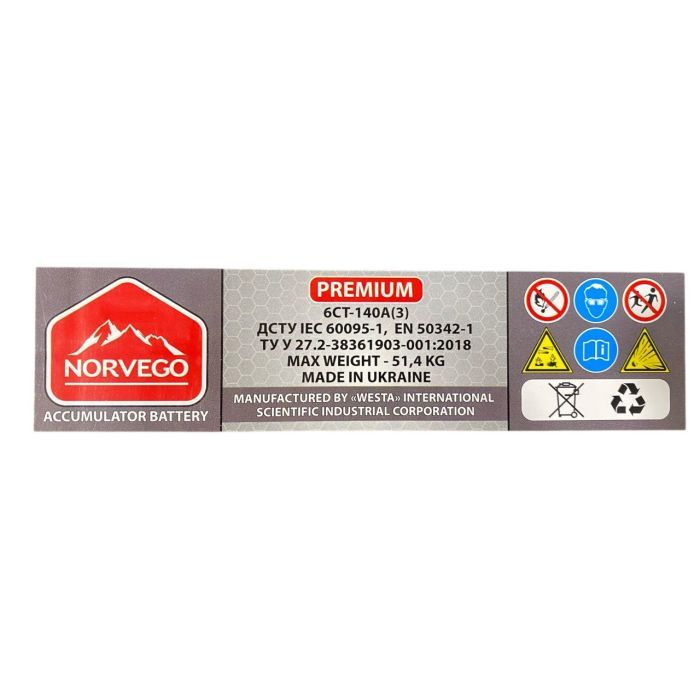 NORVEGO
ACCUMULATOR BATTERY
PREMIUM
6СТ-140А(3)
ДСТУ IEC 60095-1, EN 50342-1
ТУ У 27.2-38361903-001:2018
MAX WEIGHT - 51,4 KG
MADE IN UKRAINE
MANUFACTURED BY «WESTA» INTERNATIONAL
SCIENTIFIC INDUSTRIAL CORPORATION